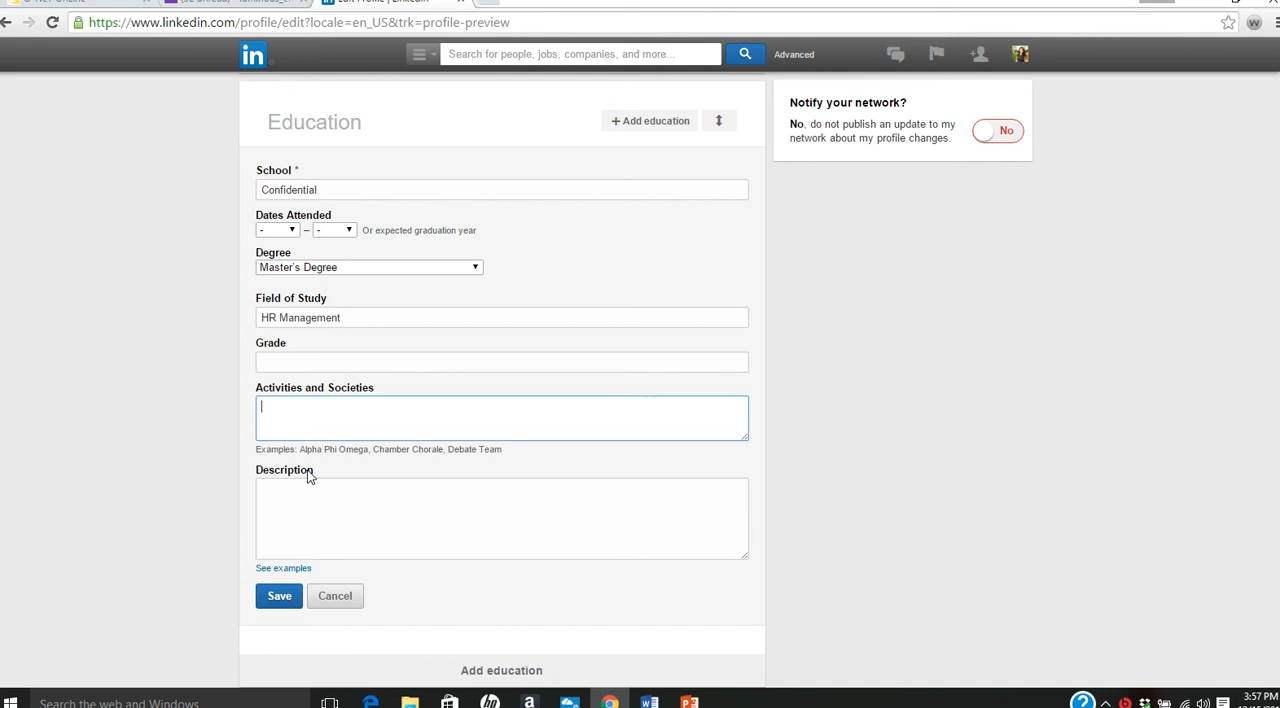 Edit Profile | LinkedIn
https://www.linkedin.com/profile/edit?locale=en_US&trk=profile-preview
W
in
Search for people, jobs, companies, and more...
Advanced
Education
+ Add education
Notify your network?
No, do not publish an update to my
network about my profile changes.
No
School *
Confidential
Dates Attended
- – - Or expected graduation year
Degree
Master's Degree
Field of Study
HR Management
Grade
Activities and Societies
Examples: Alpha Phi Omega, Chamber Chorale, Debate Team
Description
See examples
Save Cancel
Add education
Search the web and Windows
3:57 PM